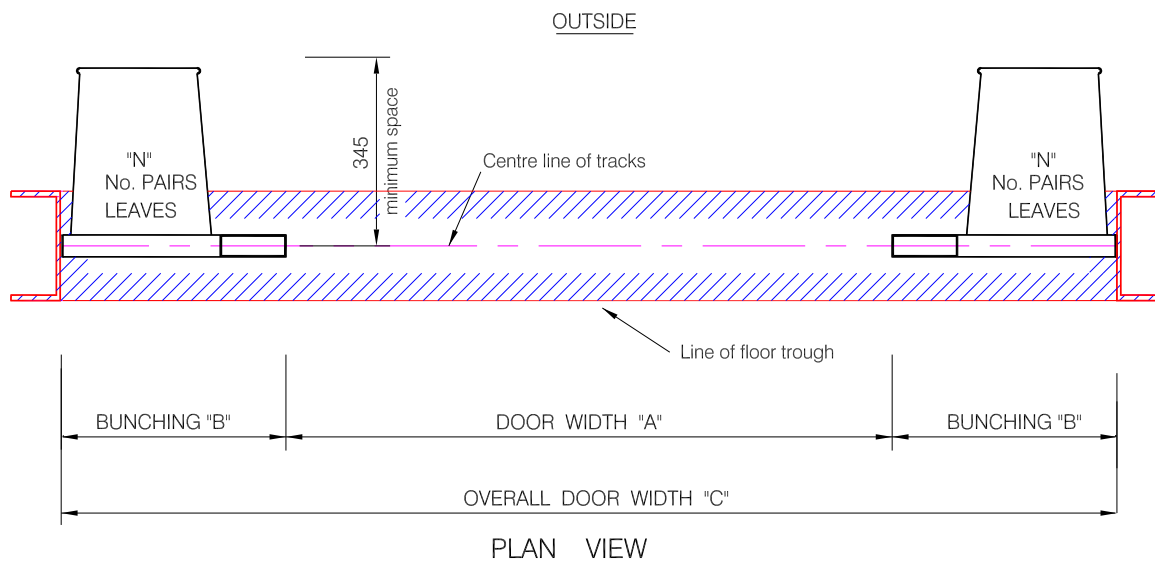 OUTSIDE
"N"
No. PAIRS
LEAVES
345
minimum space
Centre line of tracks
"N"
No. PAIRS
LEAVES
Line of floor trough
BUNCHING "B"
DOOR WIDTH "A"
BUNCHING "B"
OVERALL DOOR WIDTH "C"
PLAN VIEW